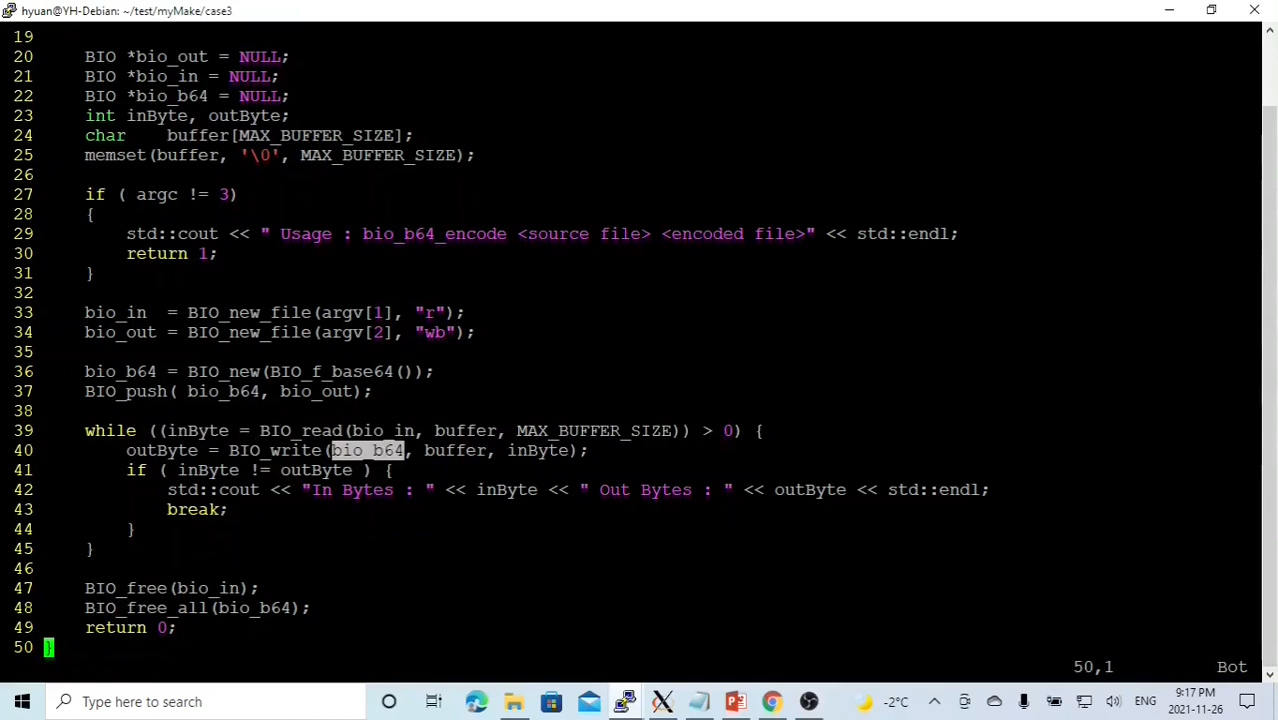 hyuan@YH-Debian: ~/test/myMake/case3
19
20     BIO *bio_out = NULL;
21     BIO *bio_in = NULL;
22     BIO *bio_b64 = NULL;
23     int inByte, outByte;
24     char    buffer[MAX_BUFFER_SIZE];
25     memset(buffer, '\0', MAX_BUFFER_SIZE);
26
27     if ( argc != 3)
28     {
29         std::cout << " Usage : bio_b64_encode <source file> <encoded file>" << std::endl;
30         return 1;
31     }
32
33     bio_in  = BIO_new_file(argv[1], "r");
34     bio_out = BIO_new_file(argv[2], "wb");
35
36     bio_b64 = BIO_new(BIO_f_base64());
37     BIO_push( bio_b64, bio_out);
38
39     while ((inByte = BIO_read(bio_in, buffer, MAX_BUFFER_SIZE)) > 0) {
40         outByte = BIO_write(bio_b64, buffer, inByte);
41         if ( inByte != outByte ) {
42             std::cout << "In Bytes : " << inByte << " Out Bytes : " << outByte << std::endl;
43             break;
44         }
45     }
46
47     BIO_free(bio_in);
48     BIO_free_all(bio_b64);
49     return 0;
50 }
50,1 Bot
Type here to search
-2°C ENG 9:17 PM
2021-11-26